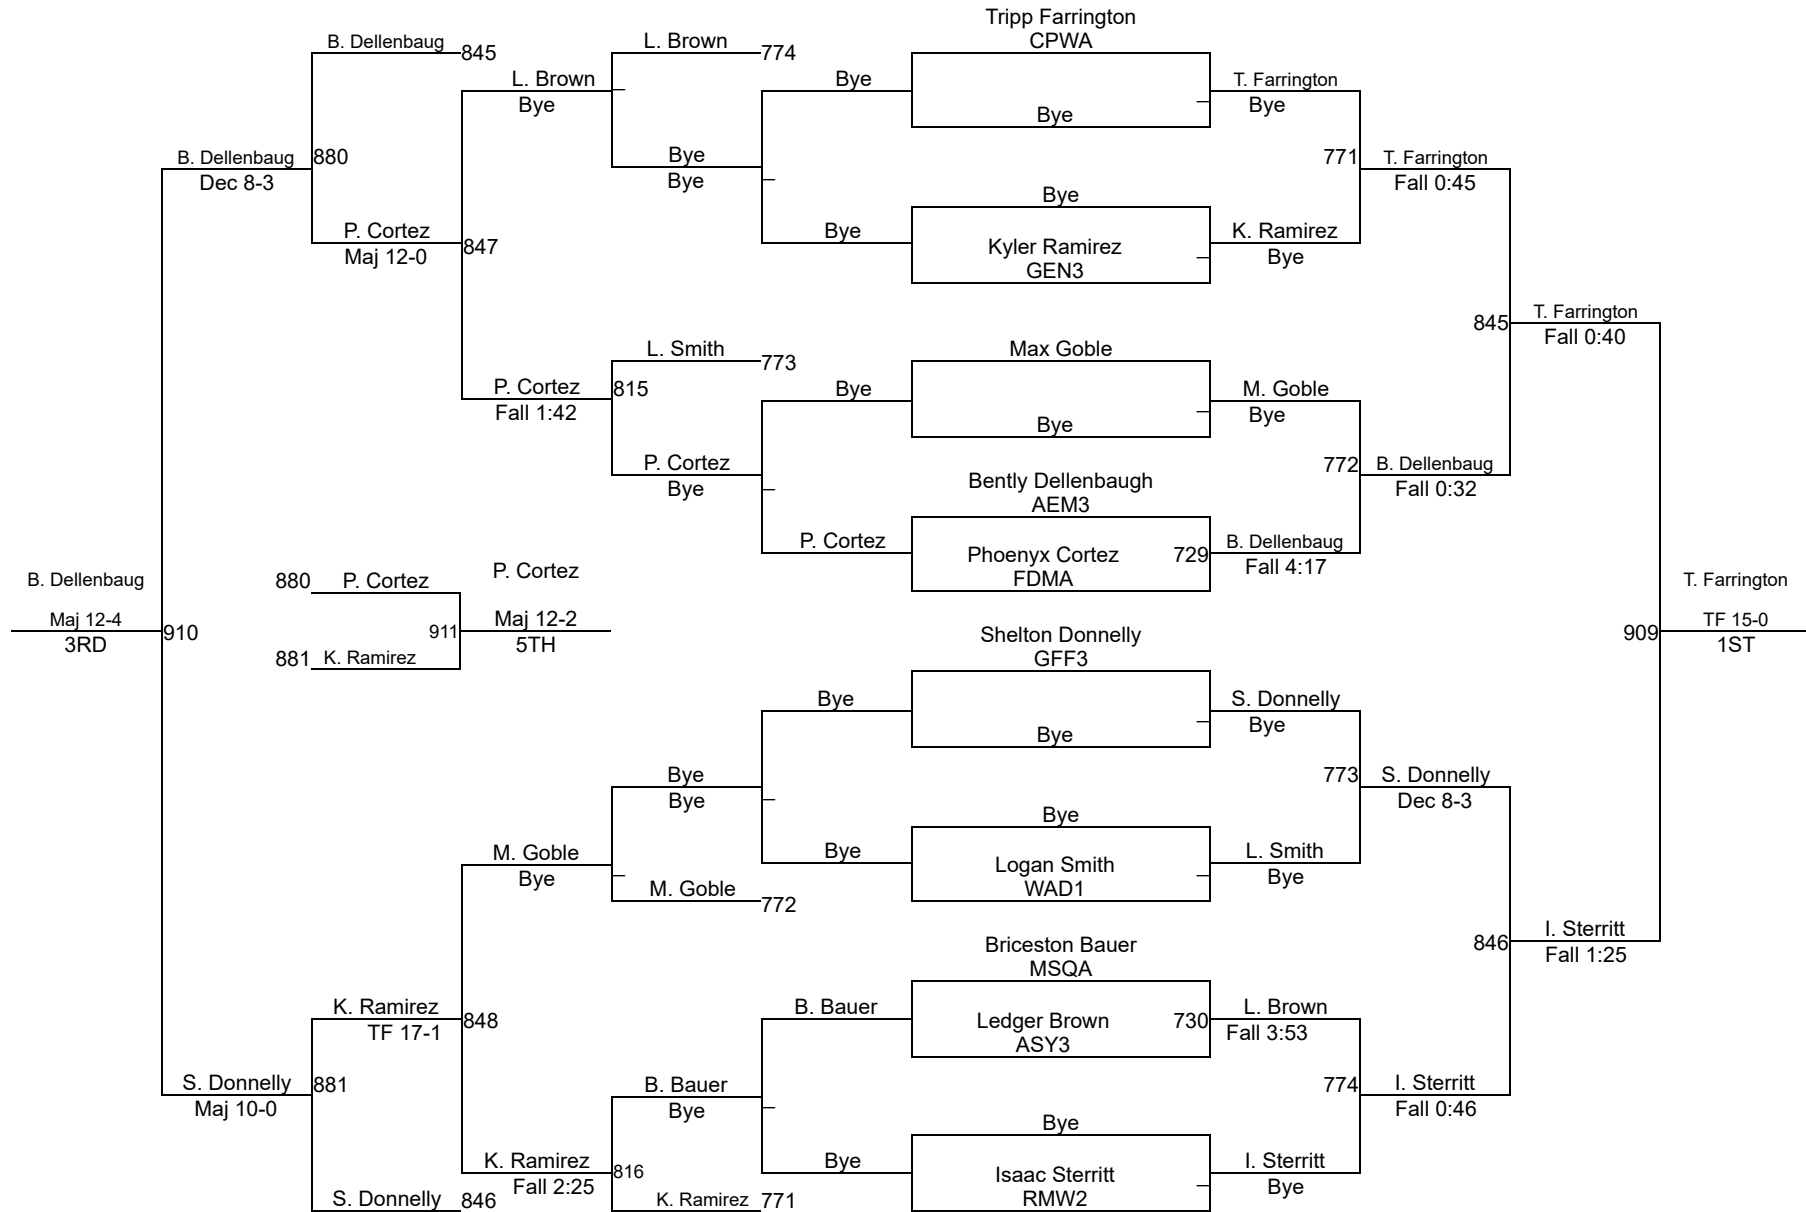 Tripp Farrington
CPWA
B. Dellenbaug
845
L. Brown
774
L. Brown
Bye
Bye
T. Farrington
Bye
Bye
Bye
B. Dellenbaug
880
Dec 8-3
Bye
Bye
771
T. Farrington
Fall 0:45
Bye
P. Cortez
847
Maj 12-0
Bye
Kyler Ramirez
GEN3
K. Ramirez
Bye
845
T. Farrington
Fall 0:40
L. Smith
773
Max Goble
P. Cortez
815
Fall 1:42
Bye
M. Goble
Bye
Bye
P. Cortez
Bye
772
B. Dellenbaug
Fall 0:32
Bently Dellenbaugh
AEM3
P. Cortez
Phoenyx Cortez
729
FDMA
B. Dellenbaug
Fall 4:17
B. Dellenbaug
Maj 12-4
3RD
910
880
P. Cortez
881
K. Ramirez
911
P. Cortez
Maj 12-2
5TH
T. Farrington
909
TF 15-0
1ST
Shelton Donnelly
GFF3
Bye
S. Donnelly
Bye
Bye
Bye
Bye
773
S. Donnelly
Dec 8-3
Bye
M. Goble
Bye
Bye
Logan Smith
WAD1
L. Smith
Bye
M. Goble
772
846
I. Sterritt
Fall 1:25
Briceston Bauer
MSQA
K. Ramirez
848
TF 17-1
B. Bauer
Ledger Brown
730
ASY3
L. Brown
Fall 3:53
S. Donnelly
881
Maj 10-0
B. Bauer
Bye
774
I. Sterritt
Fall 0:46
Bye
K. Ramirez
816
Fall 2:25
Bye
Isaac Sterritt
RMW2
I. Sterritt
Bye
S. Donnelly
846
K. Ramirez
771